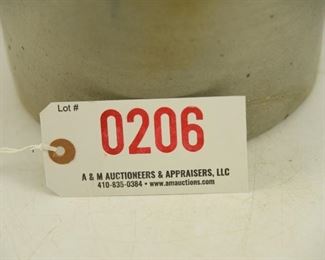 Lot #
0206
A & M AUCTIONEERS & APPRAISERS, LLC
410-835-0384 • www.amauctions.com